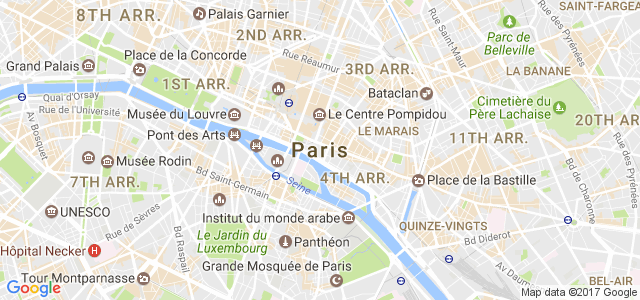 SAINT-FARGEAU
8TH ARR.
Palais Garnier
2ND ARR.
Rue Réaumur
Rue Saint-Maur
Parc de
Belleville
Rue des Pyrénées
Grand Palais
Place de la Concorde
1ST ARR.
3RD ARR.
LA BANANE
Quai d'Orsay
Rue de l'Université
Musée du Louvre
Le Centre Pompidou
Bataclan
Cimetière du
Père Lachaise
20TH ARR.
Pont des Arts
LE MARAIS
11TH ARR.
Av Bosquet
Musée Rodin
Paris
Rue des Pyrénées
7TH ARR.
Bd Saint-Germain
Seine
4TH ARR.
Place de la Bastille
Bd de Charonne
UNESCO
Rue de Sèvres
Institut du monde arabe
QUINZE-VINGTS
Bd Diderot
Hôpital Necker
Bd Raspail
Le Jardin du
Luxembourg
Panthéon
Tour Montparnasse
Grande Mosquée de Paris
Av Daumesnil
BEL-AIR
Google
Map data ©2017 Google